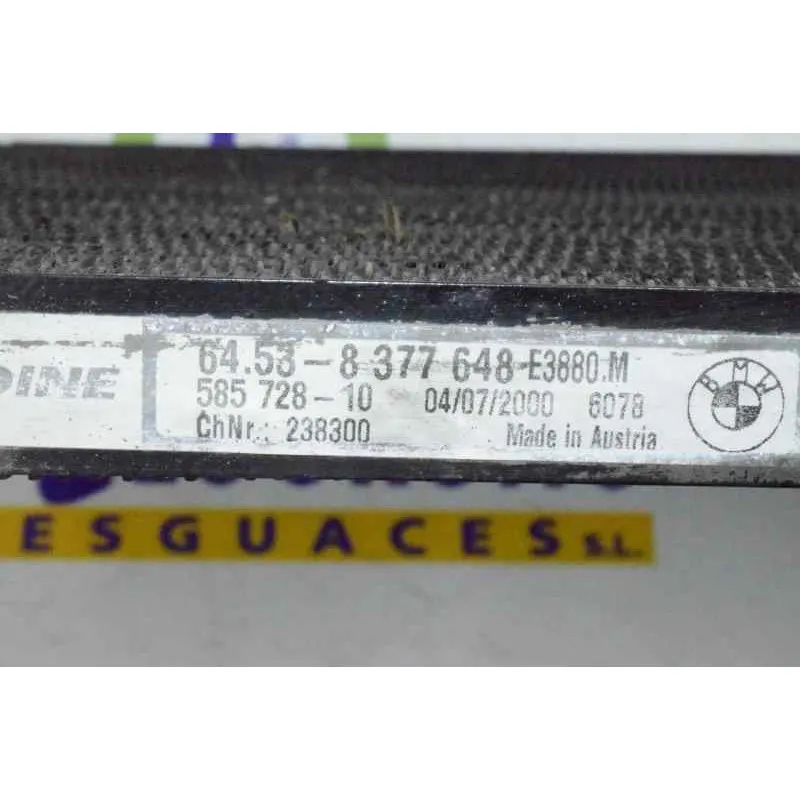 DINE
64.53-8 377 648-E3880.M
585 728-10 04/07/2000 6078
ChNr.: 238300 Made in Austria
BMW
ESGUACES S.L.